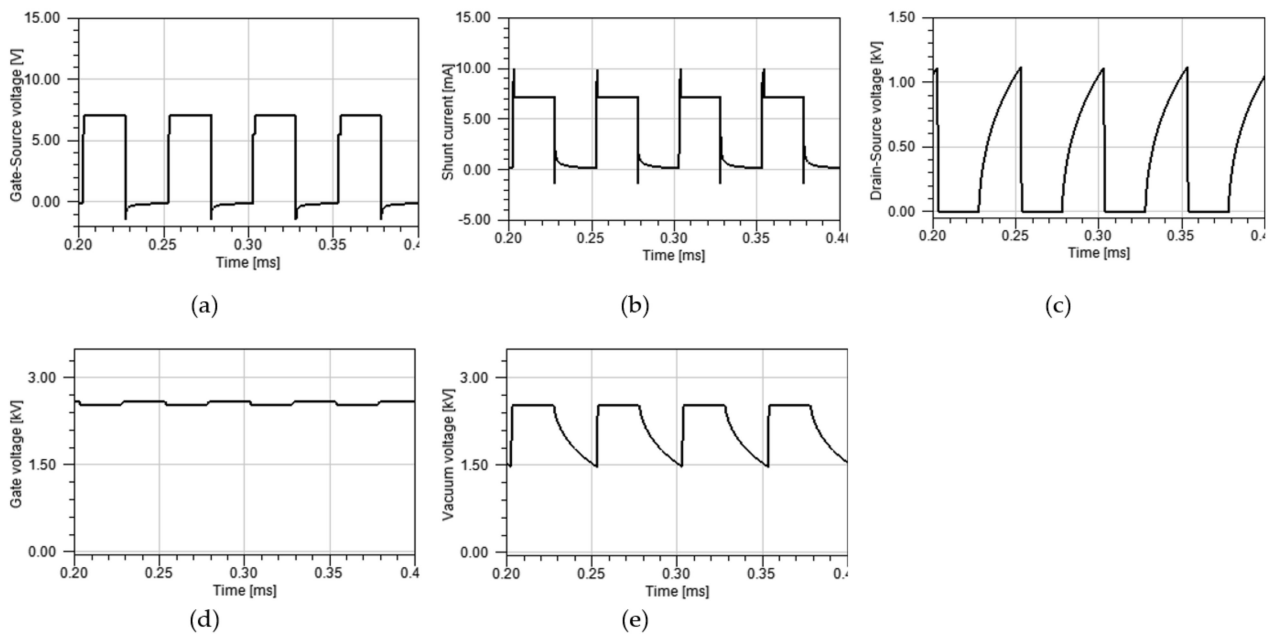 15.00
10.00
5.00
0.00
Gate-Source voltage [V]
0.20 0.25 0.30 0.35 0.4
Time [ms]
(a)
15.00
10.00
5.00
0.00
-5.00
Shunt current [mA]
0.20 0.25 0.30 0.35 0.40
Time [ms]
(b)
1.50
1.00
0.50
0.00
Drain-Source voltage [kV]
0.20 0.25 0.30 0.35 0.4
Time [ms]
(c)
3.00
1.50
0.00
Gate voltage [kV]
0.20 0.25 0.30 0.35 0.4
Time [ms]
(d)
3.00
1.50
0.00
Vacuum voltage [kV]
0.20 0.25 0.30 0.35 0.4
Time [ms]
(e)